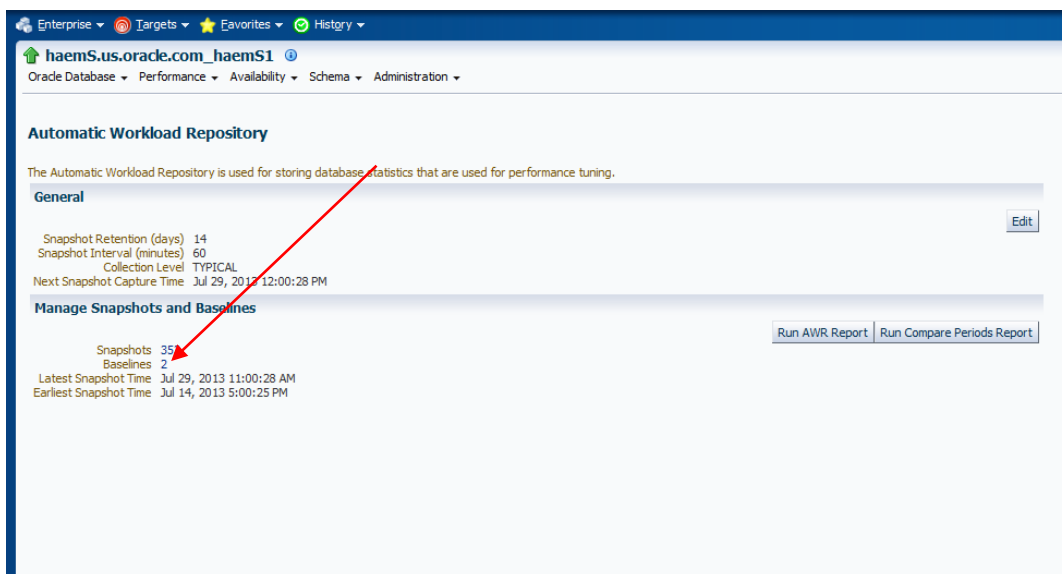 Enterprise Targets Favorites History
haemS.us.oracle.com_haemS1
Oracle Database Performance Availability Schema Administration
Automatic Workload Repository
The Automatic Workload Repository is used for storing database statistics that are used for performance tuning.
General
Edit
Snapshot Retention (days) 14
Snapshot Interval (minutes) 60
Collection Level TYPICAL
Next Snapshot Capture Time Jul 29, 2013 12:00:28 PM
Manage Snapshots and Baselines
Run AWR Report Run Compare Periods Report
Snapshots
Baselines 2
Latest Snapshot Time Jul 29, 2013 11:00:28 AM
Earliest Snapshot Time Jul 14, 2013 5:00:25 PM